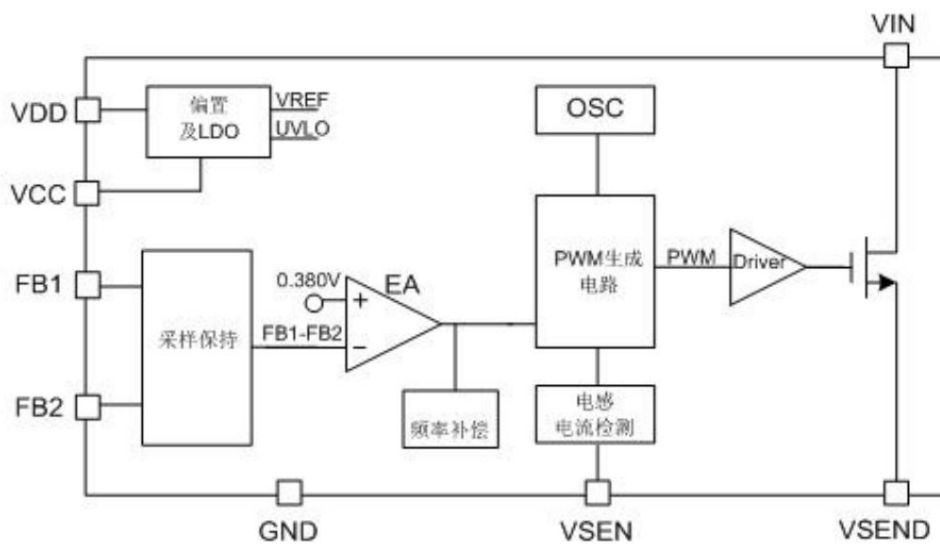 VIN
VDD
偏置
及LDO
VREF
UVLO
OSC
VCC
FB1
采样保持
0.380V
EA
+
FB1-FB2
−
PWM生成
电路
PWM
Driver
FB2
频率补偿
电感
电流检测
GND
VSEN
VSEND